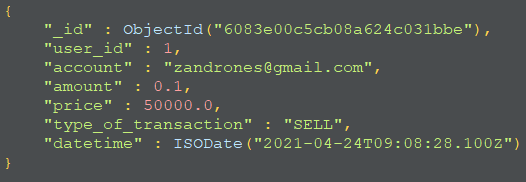 {
"_id" : ObjectId("6083e00c5cb08a624c031bbe"),
"user_id" : 1,
"account" : "zandrones@gmail.com",
"amount" : 0.1,
"price" : 50000.0,
"type_of_transaction" : "SELL",
"datetime" : ISODate("2021-04-24T09:08:28.100Z")
}